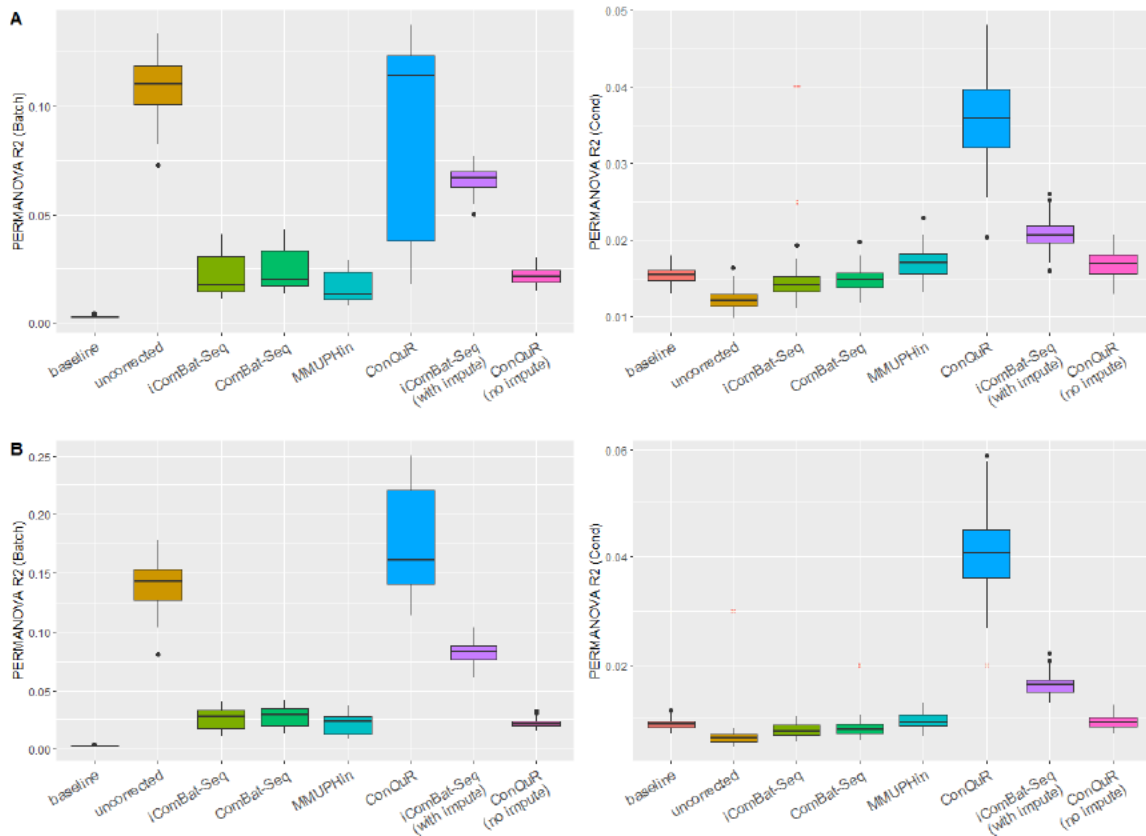 A
PERMANOVA R2 (Batch)
0.10
0.05
0.00
baseline
uncorrected
iComBat-Seq
ComBat-Seq
MMUPHin
ConQuR
iComBat-Seq
(with impute)
ConQuR
(no impute)
PERMANOVA R2 (Cond)
0.05
0.04
0.03
0.02
0.01
baseline
uncorrected
iComBat-Seq
ComBat-Seq
MMUPHin
ConQuR
iComBat-Seq
(with impute)
ConQuR
(no impute)
B
PERMANOVA R2 (Batch)
0.25
0.20
0.15
0.10
0.05
0.00
baseline
uncorrected
iComBat-Seq
ComBat-Seq
MMUPHin
ConQuR
iComBat-Seq
(with impute)
ConQuR
(no impute)
PERMANOVA R2 (Cond)
0.06
0.04
0.02
baseline
uncorrected
iComBat-Seq
ComBat-Seq
MMUPHin
ConQuR
iComBat-Seq
(with impute)
ConQuR
(no impute)